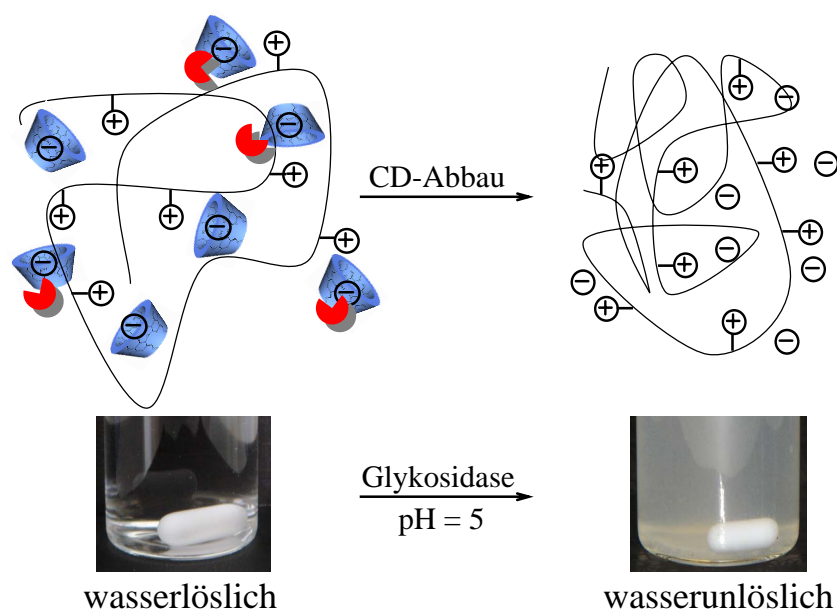 CD-Abbau
Glykosidase
pH = 5
wasserlöslich
wasserunlöslich